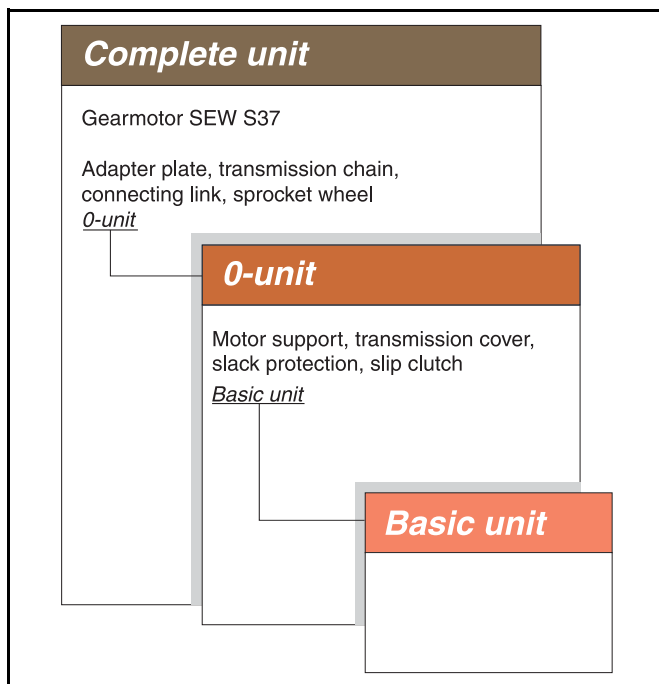 Complete unit
Gearmotor SEW S37
Adapter plate, transmission chain,
connecting link, sprocket wheel
0-unit
0-unit
Motor support, transmission cover,
slack protection, slip clutch
Basic unit
Basic unit